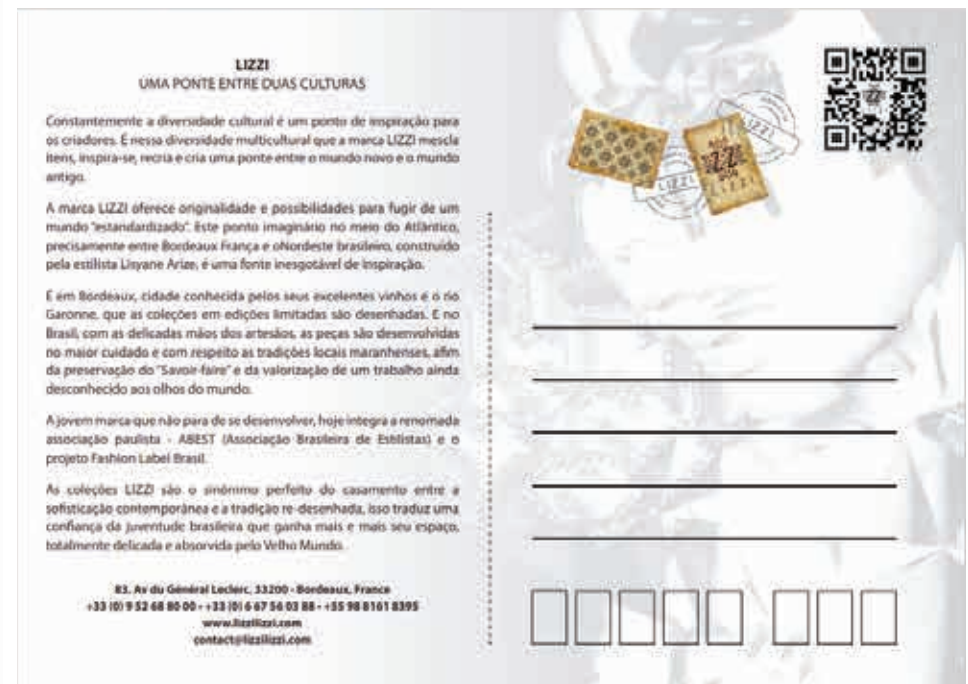 LIZZI
UMA PONTE ENTRE DUAS CULTURAS
Constantemente a diversidade cultural é um ponto de inspiração para
os criadores. É nessa diversidade multicultural que a marca LIZZI mescla
itens, inspira-se, recria e cria uma ponte entre o mundo novo e o mundo
antigo.
A marca LIZZI oferece originalidade e possibilidades para fugir de um
mundo "estandardizado". Este ponto imaginário no meio do Atlântico,
precisamente entre Bordeaux França e oNordeste brasileiro, construído
pela estilista Lisyane Arize, é uma fonte inesgotável de inspiração.
É em Bordeaux, cidade conhecida pelos seus excelentes vinhos e o rio
Garonne, que as coleções em edições limitadas são desenhadas. E no
Brasil, com as delicadas mãos dos artesãos, as peças são desenvolvidas
no maior cuidado e com respeito as tradições locais maranhenses, afim
da preservação do "Savoir-faire" e da valorização de um trabalho ainda
desconhecido aos olhos do mundo.
A jovem marca que não para de se desenvolver, hoje integra a renomada
associação paulista - ABEST (Associação Brasileira de Estilistas) e o
projeto Fashion Label Brasil.
As coleções LIZZI são o sinônimo perfeito do casamento entre a
sofisticação contemporânea e a tradição re-desenhada, isso traduz uma
confiança da juventude brasileira que ganha mais e mais seu espaço,
totalmente delicada e absorvida pelo Velho Mundo.
83. Av du Général Leclerc, 33200 - Bordeaux, France
+33 (0) 9 52 68 80 00 - +33 (0) 6 67 56 03 88 - +55 98 8161 8395
www.lizzilizzi.com
contact@lizzilizzi.com
LIZZI
LIZZI
LIZZI
LIZZI